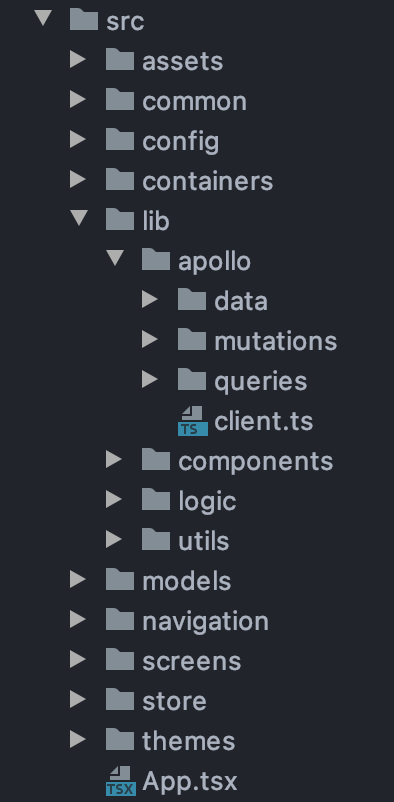 src
assets
common
config
containers
lib
apollo
data
mutations
queries
TS client.ts
components
logic
utils
models
navigation
screens
store
themes
TSX App.tsx